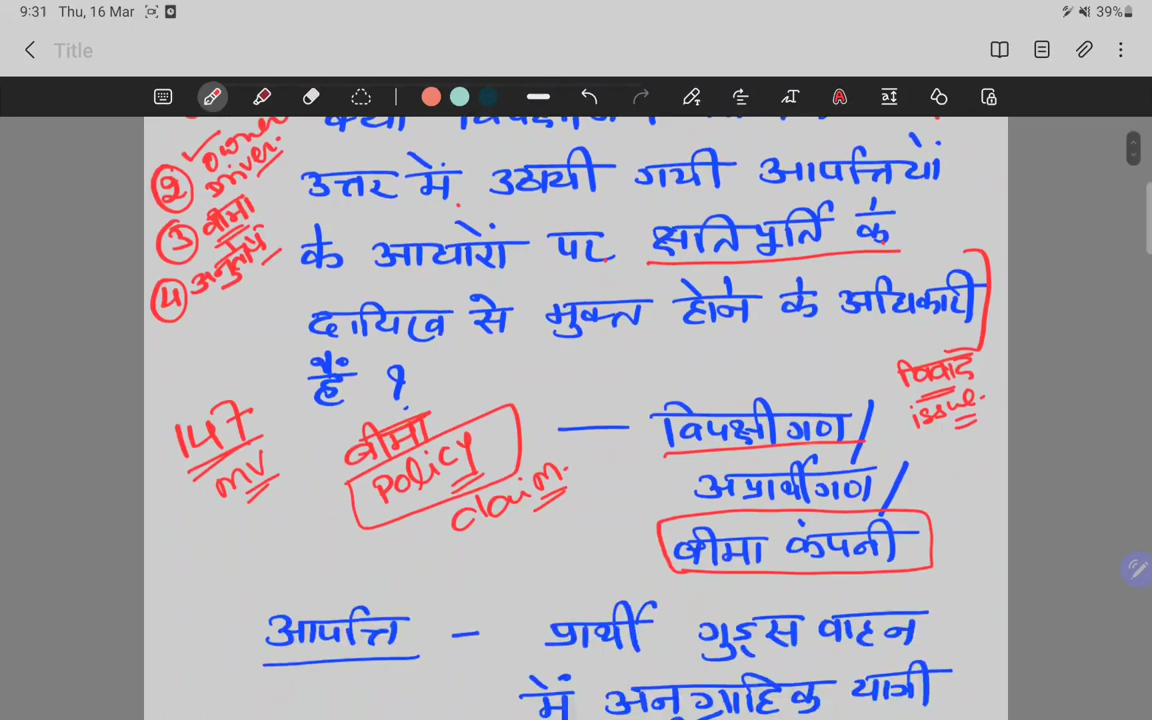 9:31 Thu, 16 Mar
39%
Title
उत्तर में उठायी गयी आपत्तियों
के आधारों पर क्षतिपूर्ति के
दायित्व से मुक्त होने के अधिकारी
हैं ?
— विपक्षीगण/
अप्रार्थीगण/
बीमा कंपनी
आपत्ति - प्रार्थी गुड्स वाहन
में अनुग्राहिक यात्री
② owner
driver.
③ बीमा
④ अनुतोष
147
MV
बीमा
Policy
claim.
विवाद
issue.